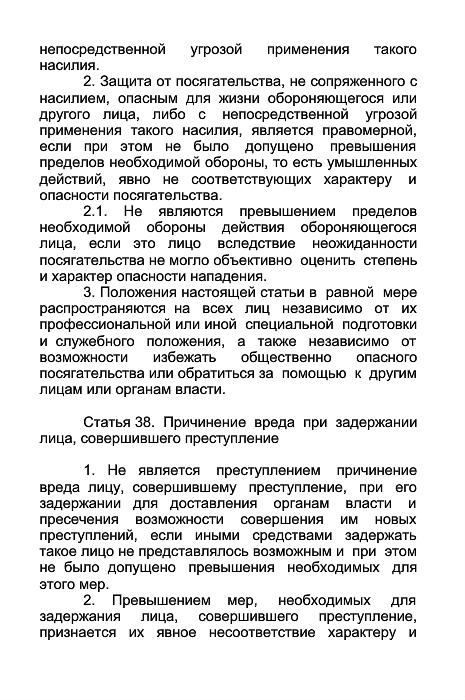 непосредственной угрозой применения такого
насилия.
2. Защита от посягательства, не сопряженного с
насилием, опасным для жизни обороняющегося или
другого лица, либо с непосредственной угрозой
применения такого насилия, является правомерной,
если при этом не было допущено превышения
пределов необходимой обороны, то есть умышленных
действий, явно не соответствующих характеру и
опасности посягательства.
2.1. Не являются превышением пределов
необходимой обороны действия обороняющегося
лица, если это лицо вследствие неожиданности
посягательства не могло объективно оценить степень
и характер опасности нападения.
3. Положения настоящей статьи в равной мере
распространяются на всех лиц независимо от их
профессиональной или иной специальной подготовки
и служебного положения, а также независимо от
возможности избежать общественно опасного
посягательства или обратиться за помощью к другим
лицам или органам власти.
Статья 38. Причинение вреда при задержании
лица, совершившего преступление
1. Не является преступлением причинение
вреда лицу, совершившему преступление, при его
задержании для доставления органам власти и
пресечения возможности совершения им новых
преступлений, если иными средствами задержать
такое лицо не представлялось возможным и при этом
не было допущено превышения необходимых для
этого мер.
2. Превышением мер, необходимых для
задержания лица, совершившего преступление,
признается их явное несоответствие характеру и